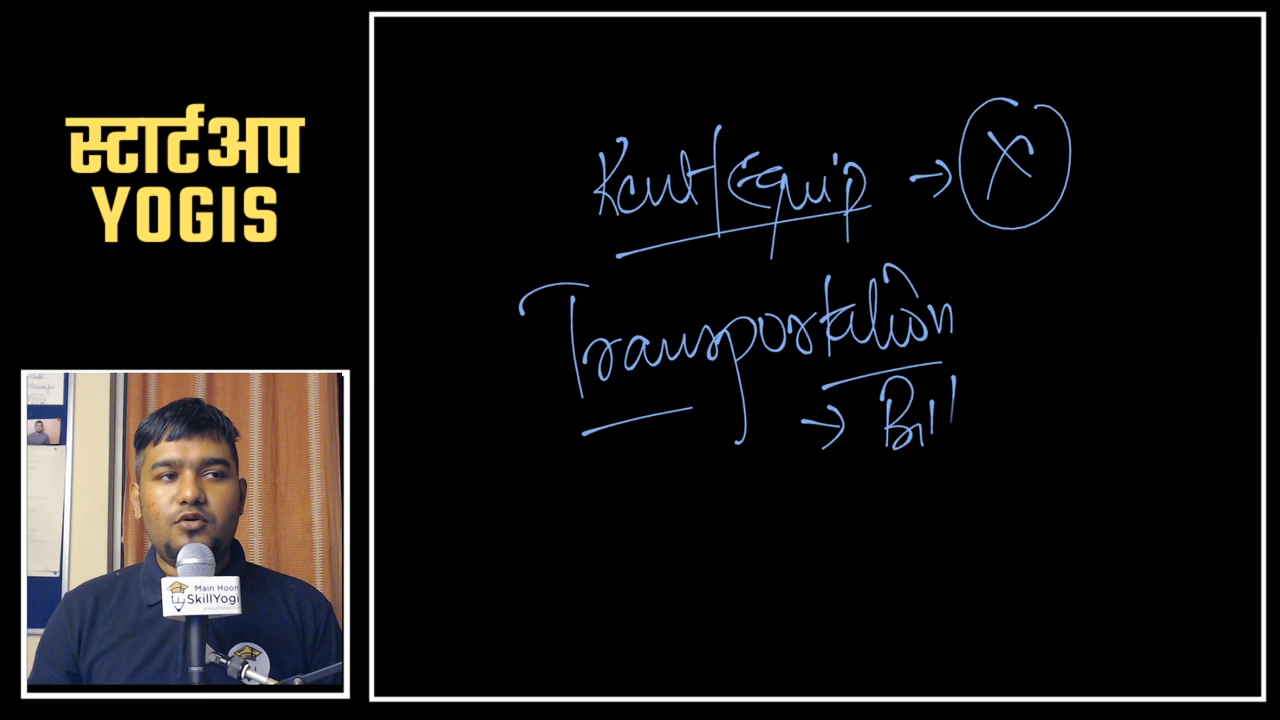 स्टार्टअप
YOGIS
Rent/Equip → X
Transportation
→ Bill
Main Hoon
SkillYogi